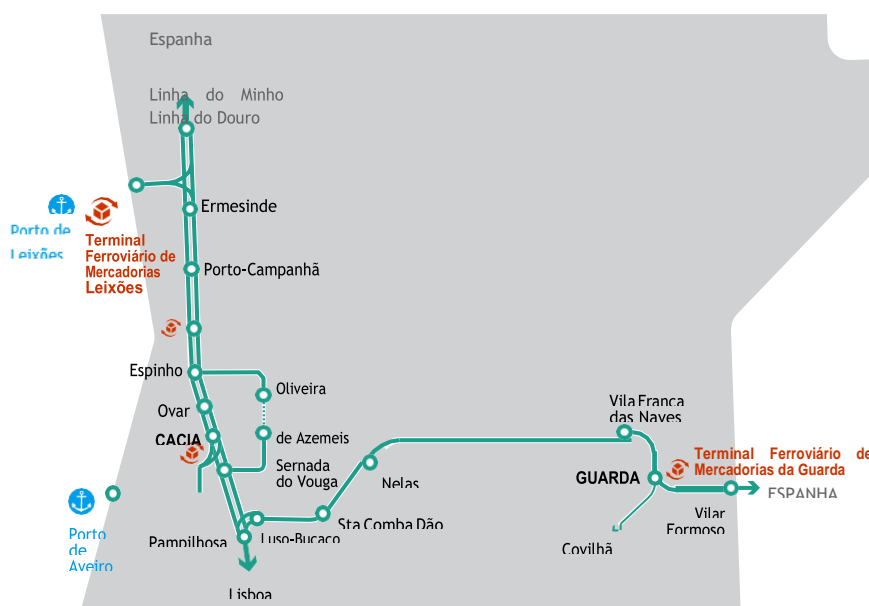 Espanha
Linha do Minho
Linha do Douro
Ermesinde
Porto de
Leixões
Terminal
Ferroviário de
Mercadorias
Leixões
Porto-Campanhã
Espinho
Oliveira
Ovar
CACIA
de Azemeis
Sernada
do Vouga
Vila Franca
das Naves
Terminal Ferroviário de
Mercadorias da Guarda
GUARDA
ESPANHA
Nelas
Vilar
Formoso
Sta Comba Dão
Porto
de
Aveiro
Pampilhosa
Luso-Bucaco
Covilhã
Lisboa